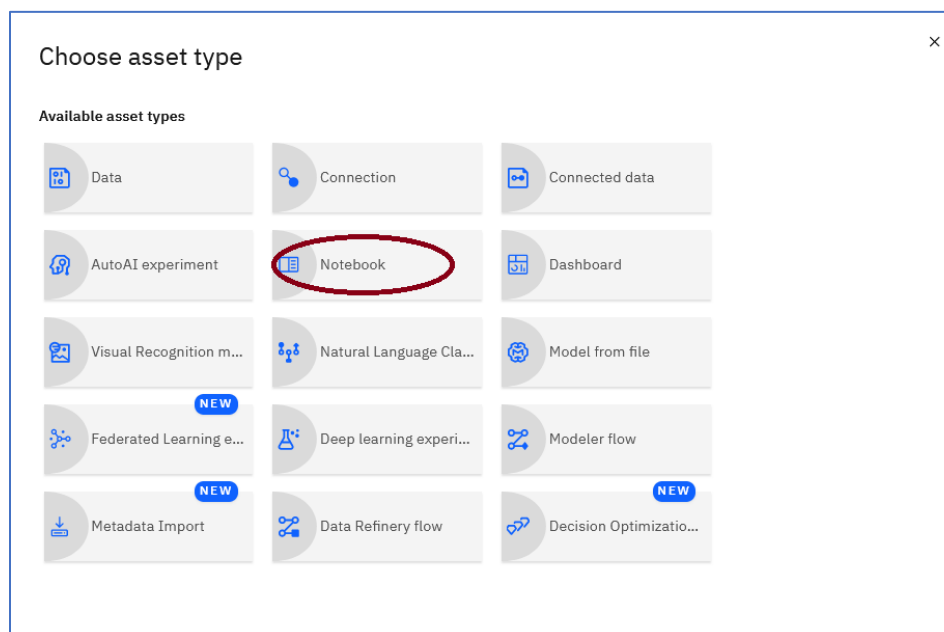 Choose asset type
Available asset types
Data
Connection
Connected data
AutoAI experiment
Notebook
Dashboard
Visual Recognition m...
Natural Language Cla...
Model from file
NEW
Federated Learning e...
Deep learning experi...
Modeler flow
NEW
NEW
Metadata Import
Data Refinery flow
Decision Optimizatio...